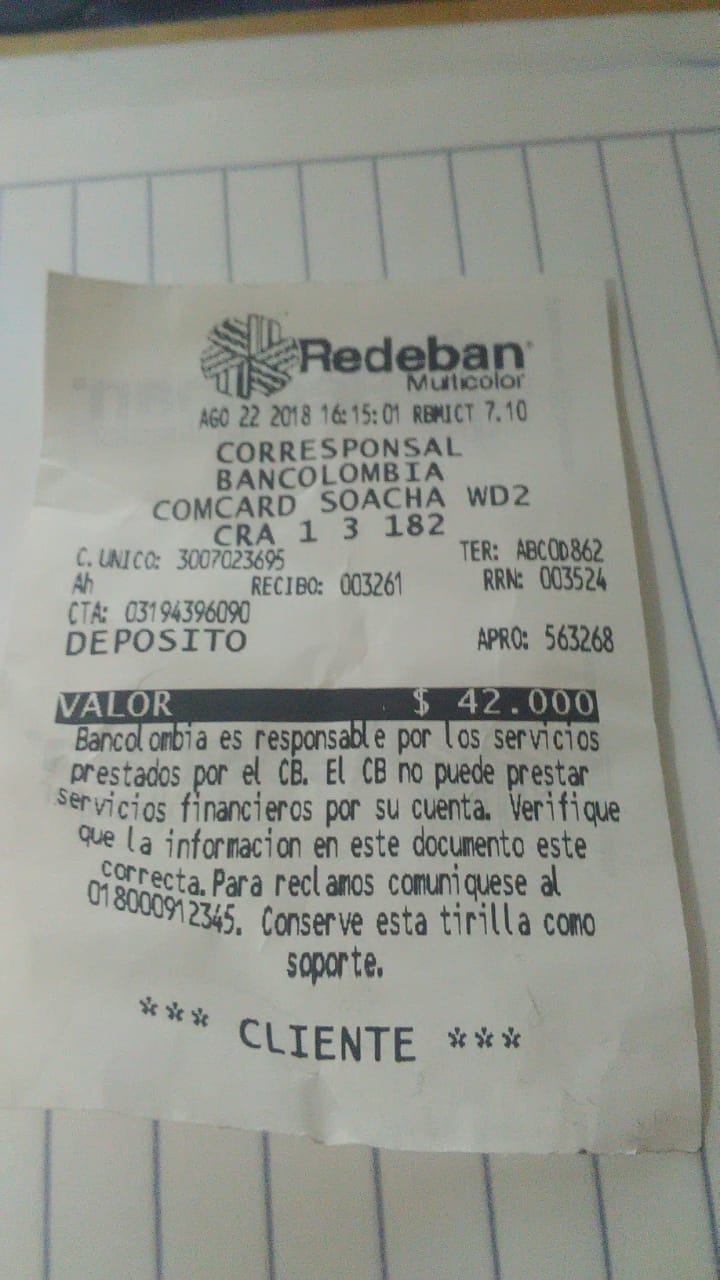 Redeban
Multicolor
AGO 22 2018 16:15:01 RBMICT 7.10
CORRESPONSAL
BANCOLOMBIA
COMCARD SOACHA WD2
CRA 1 3 182
C. UNICO: 3007023695 TER: ABCOD862
Ah RECIBO: 003261 RRN: 003524
CTA: 03194396090
DEPOSITO APRO: 563268
VALOR $ 42.000
Bancolombia es responsable por los servicios
prestados por el CB. El CB no puede prestar
servicios financieros por su cuenta. Verifique
que la informacion en este documento este
correcta. Para reclamos comuniquese al
018000912345. Conserve esta tirilla como
soporte.
*** CLIENTE ***